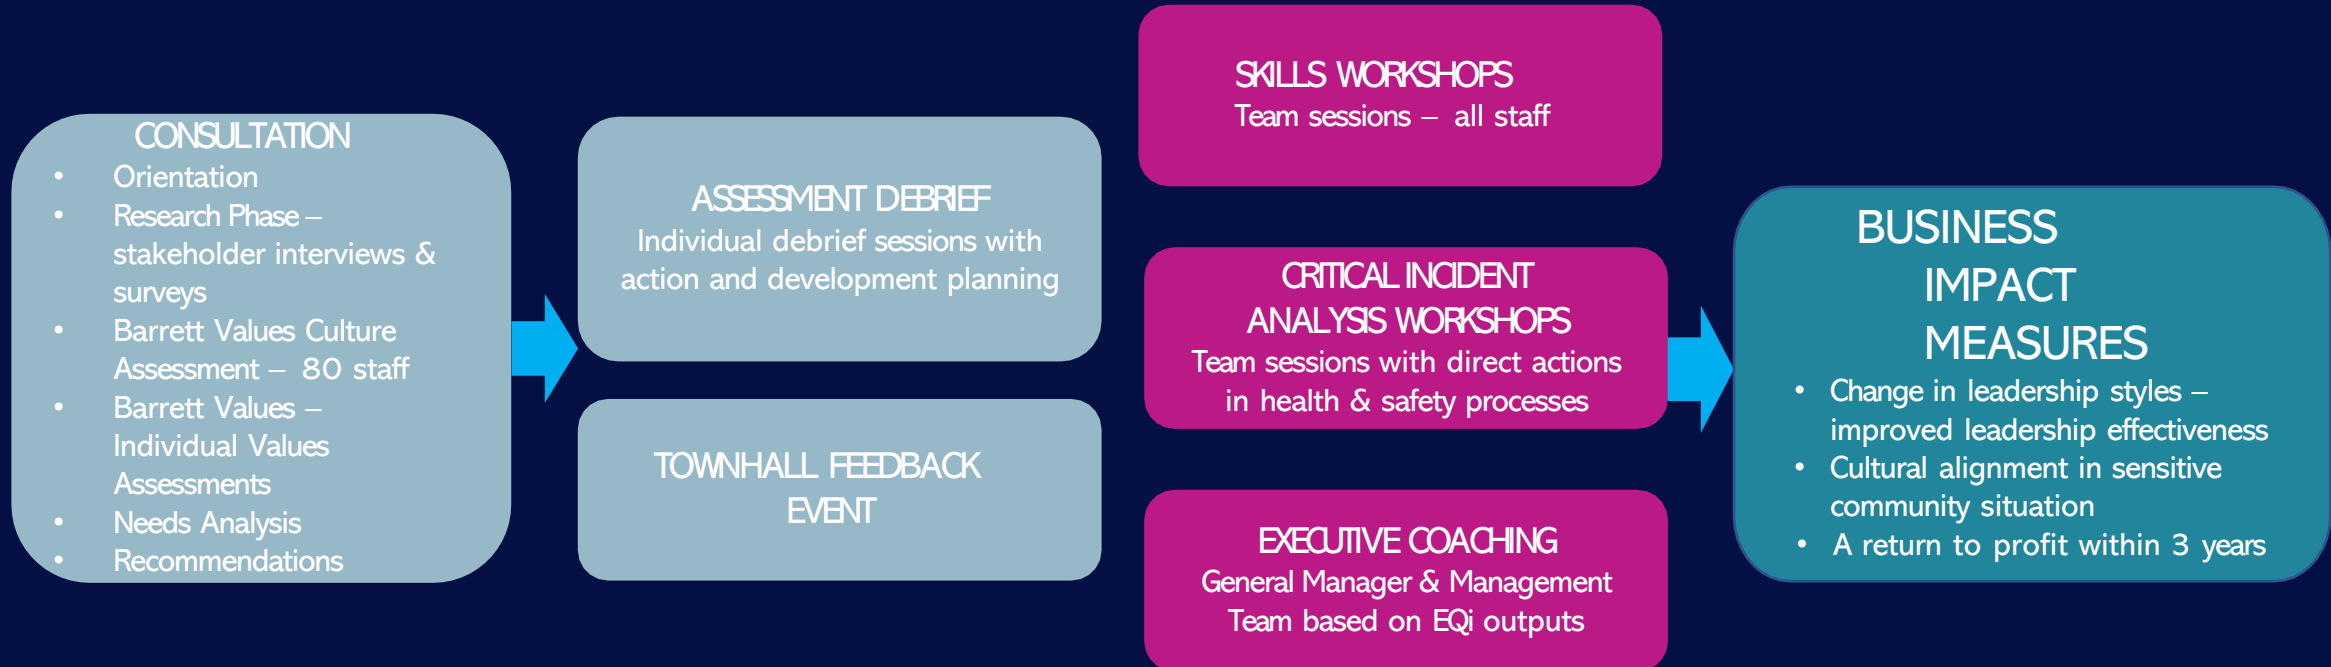 CONSULTATION
• Orientation
• Research Phase –
stakeholder interviews &
surveys
• Barrett Values Culture
Assessment – 80 staff
• Barrett Values –
Individual Values
Assessments
• Needs Analysis
• Recommendations
ASSESSMENT DEBRIEF
Individual debrief sessions with
action and development planning
TOWNHALL FEEDBACK
EVENT
SKILLS WORKSHOPS
Team sessions – all staff
CRITICAL INCIDENT
ANALYSIS WORKSHOPS
Team sessions with direct actions
in health & safety processes
EXECUTIVE COACHING
General Manager & Management
Team based on EQi outputs
BUSINESS
IMPACT
MEASURES
• Change in leadership styles –
improved leadership effectiveness
• Cultural alignment in sensitive
community situation
• A return to profit within 3 years